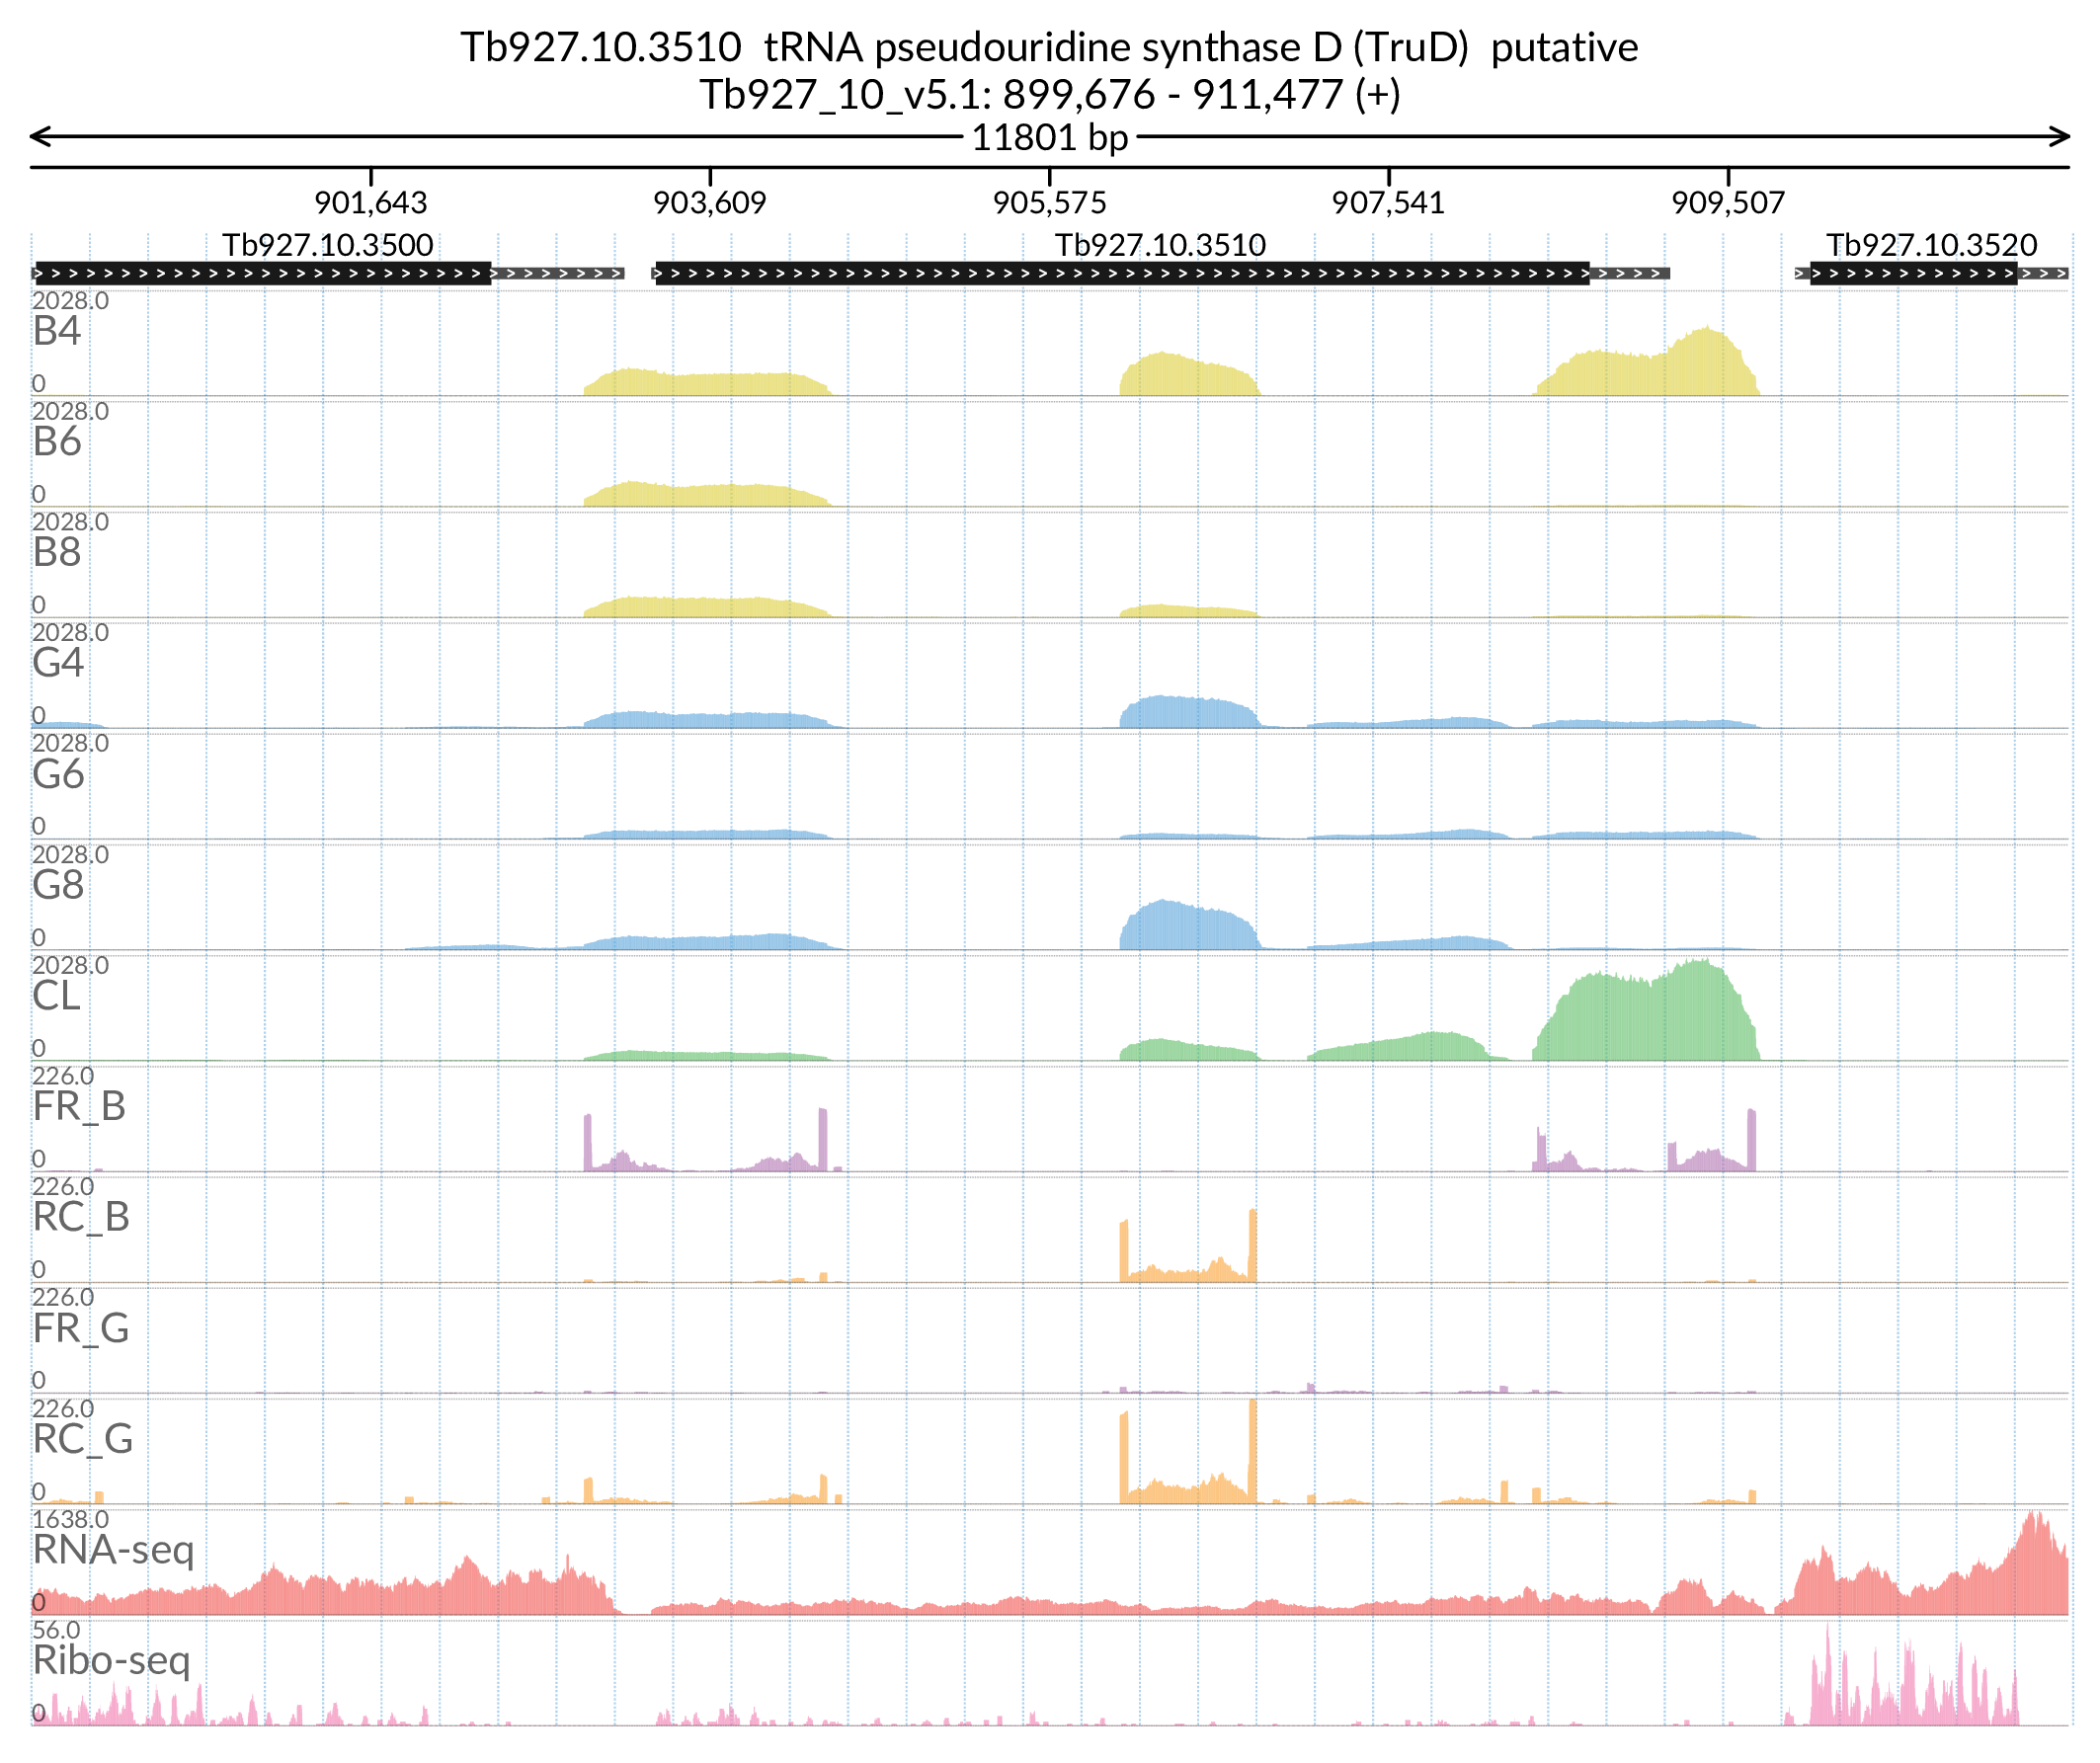 Tb927.10.3510  tRNA pseudouridine synthase D (TruD)  putative
Tb927_10_v5.1: 899,676 - 911,477 (+)
11801 bp
901,643 903,609 905,575 907,541 909,507
Tb927.10.3500 Tb927.10.3510 Tb927.10.3520
2028.0
B4
0
2028.0
B6
0
2028.0
B8
0
2028.0
G4
0
2028.0
G6
0
2028.0
G8
0
2028.0
CL
0
226.0
FR_B
0
226.0
RC_B
0
226.0
FR_G
0
226.0
RC_G
0
1638.0
RNA-seq
0
56.0
Ribo-seq
0